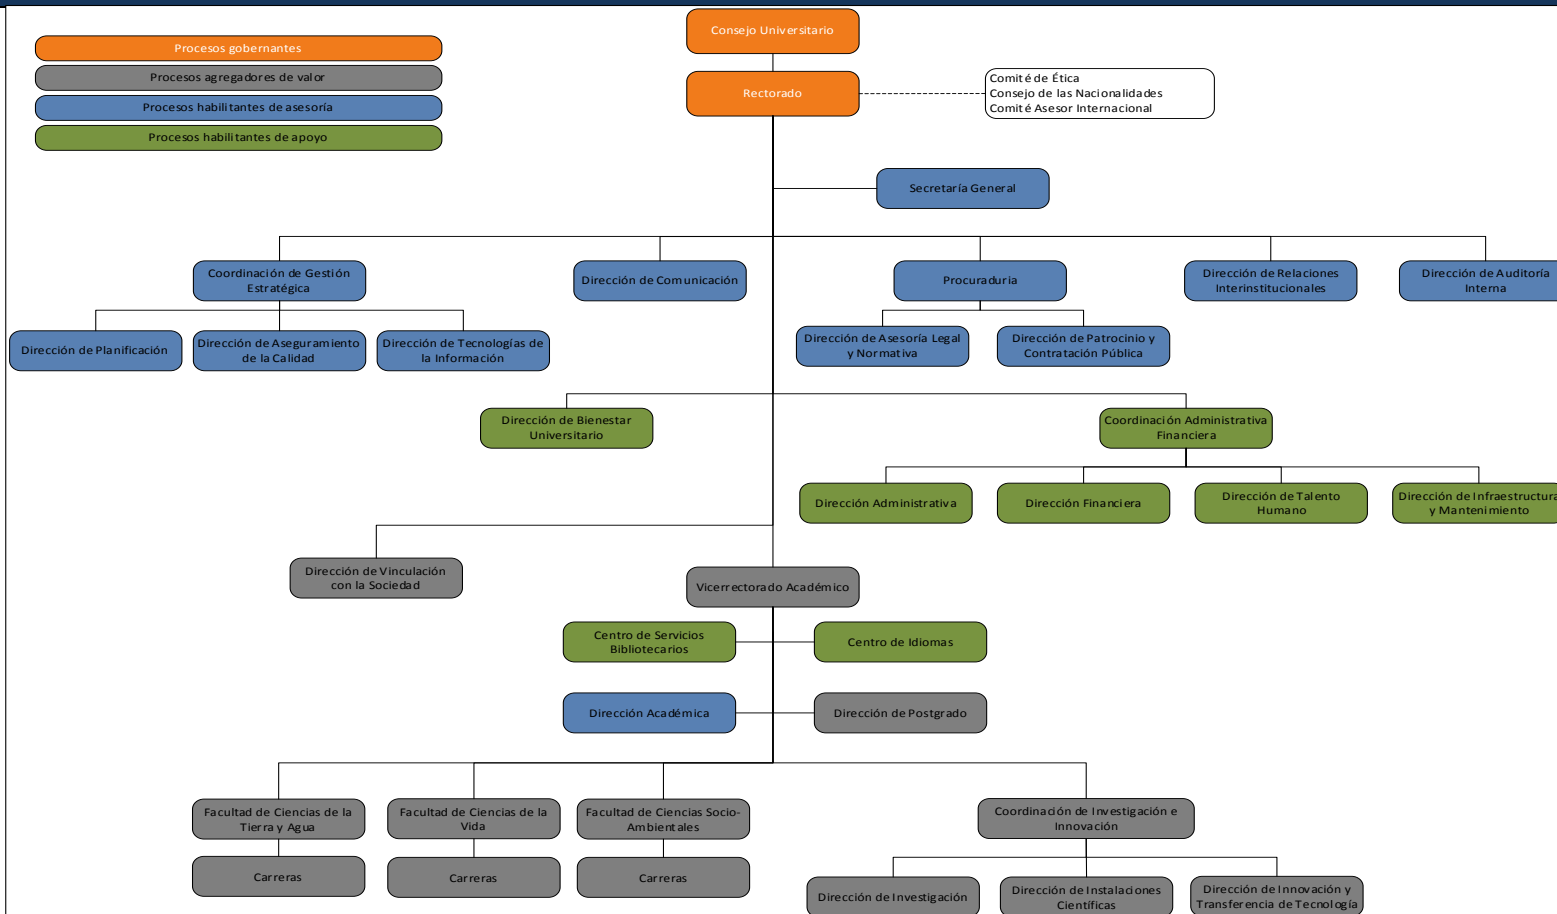 Consejo Universitario
Procesos gobernantes
Procesos agregadores de valor
Procesos habilitantes de asesoría
Procesos habilitantes de apoyo
Rectorado
Comité de Ética
Consejo de las Nacionalidades
Comité Asesor Internacional
Secretaría General
Coordinación de Gestión
Estratégica
Dirección de Comunicación
Procuraduria
Dirección de Relaciones
Interinstitucionales
Dirección de Auditoría
Interna
Dirección de Planificación
Dirección de Aseguramiento
de la Calidad
Dirección de Tecnologías de
la Información
Dirección de Asesoría Legal
y Normativa
Dirección de Patrocinio y
Contratación Pública
Dirección de Bienestar
Universitario
Coordinación Administrativa
Financiera
Dirección Administrativa
Dirección Financiera
Dirección de Talento
Humano
Dirección de Infraestructura
y Mantenimiento
Dirección de Vinculación
con la Sociedad
Vicerrectorado Académico
Centro de Servicios
Bibliotecarios
Centro de Idiomas
Dirección Académica
Dirección de Postgrado
Facultad de Ciencias de la
Tierra y Agua
Facultad de Ciencias de la
Vida
Facultad de Ciencias Socio-
Ambientales
Coordinación de Investigación e
Innovación
Carreras
Carreras
Carreras
Dirección de Investigación
Dirección de Instalaciones
Científicas
Dirección de Innovación y
Transferencia de Tecnología